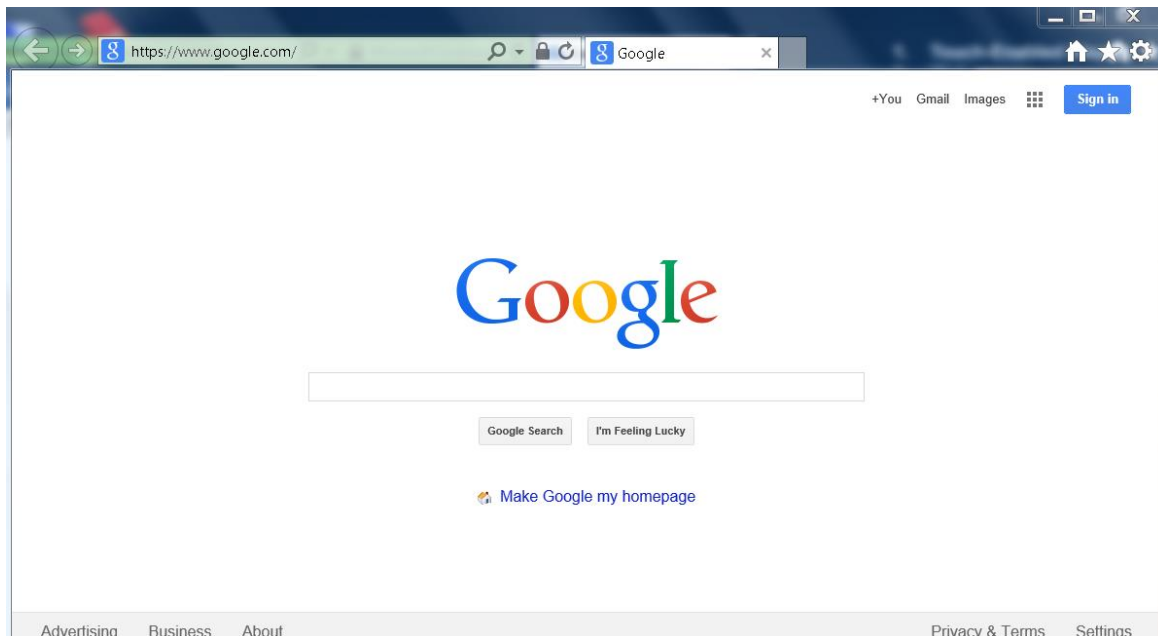 https://www.google.com/
Google
+You Gmail Images Sign in
Google
Google Search I'm Feeling Lucky
Make Google my homepage
Advertising Business About Privacy & Terms Settings